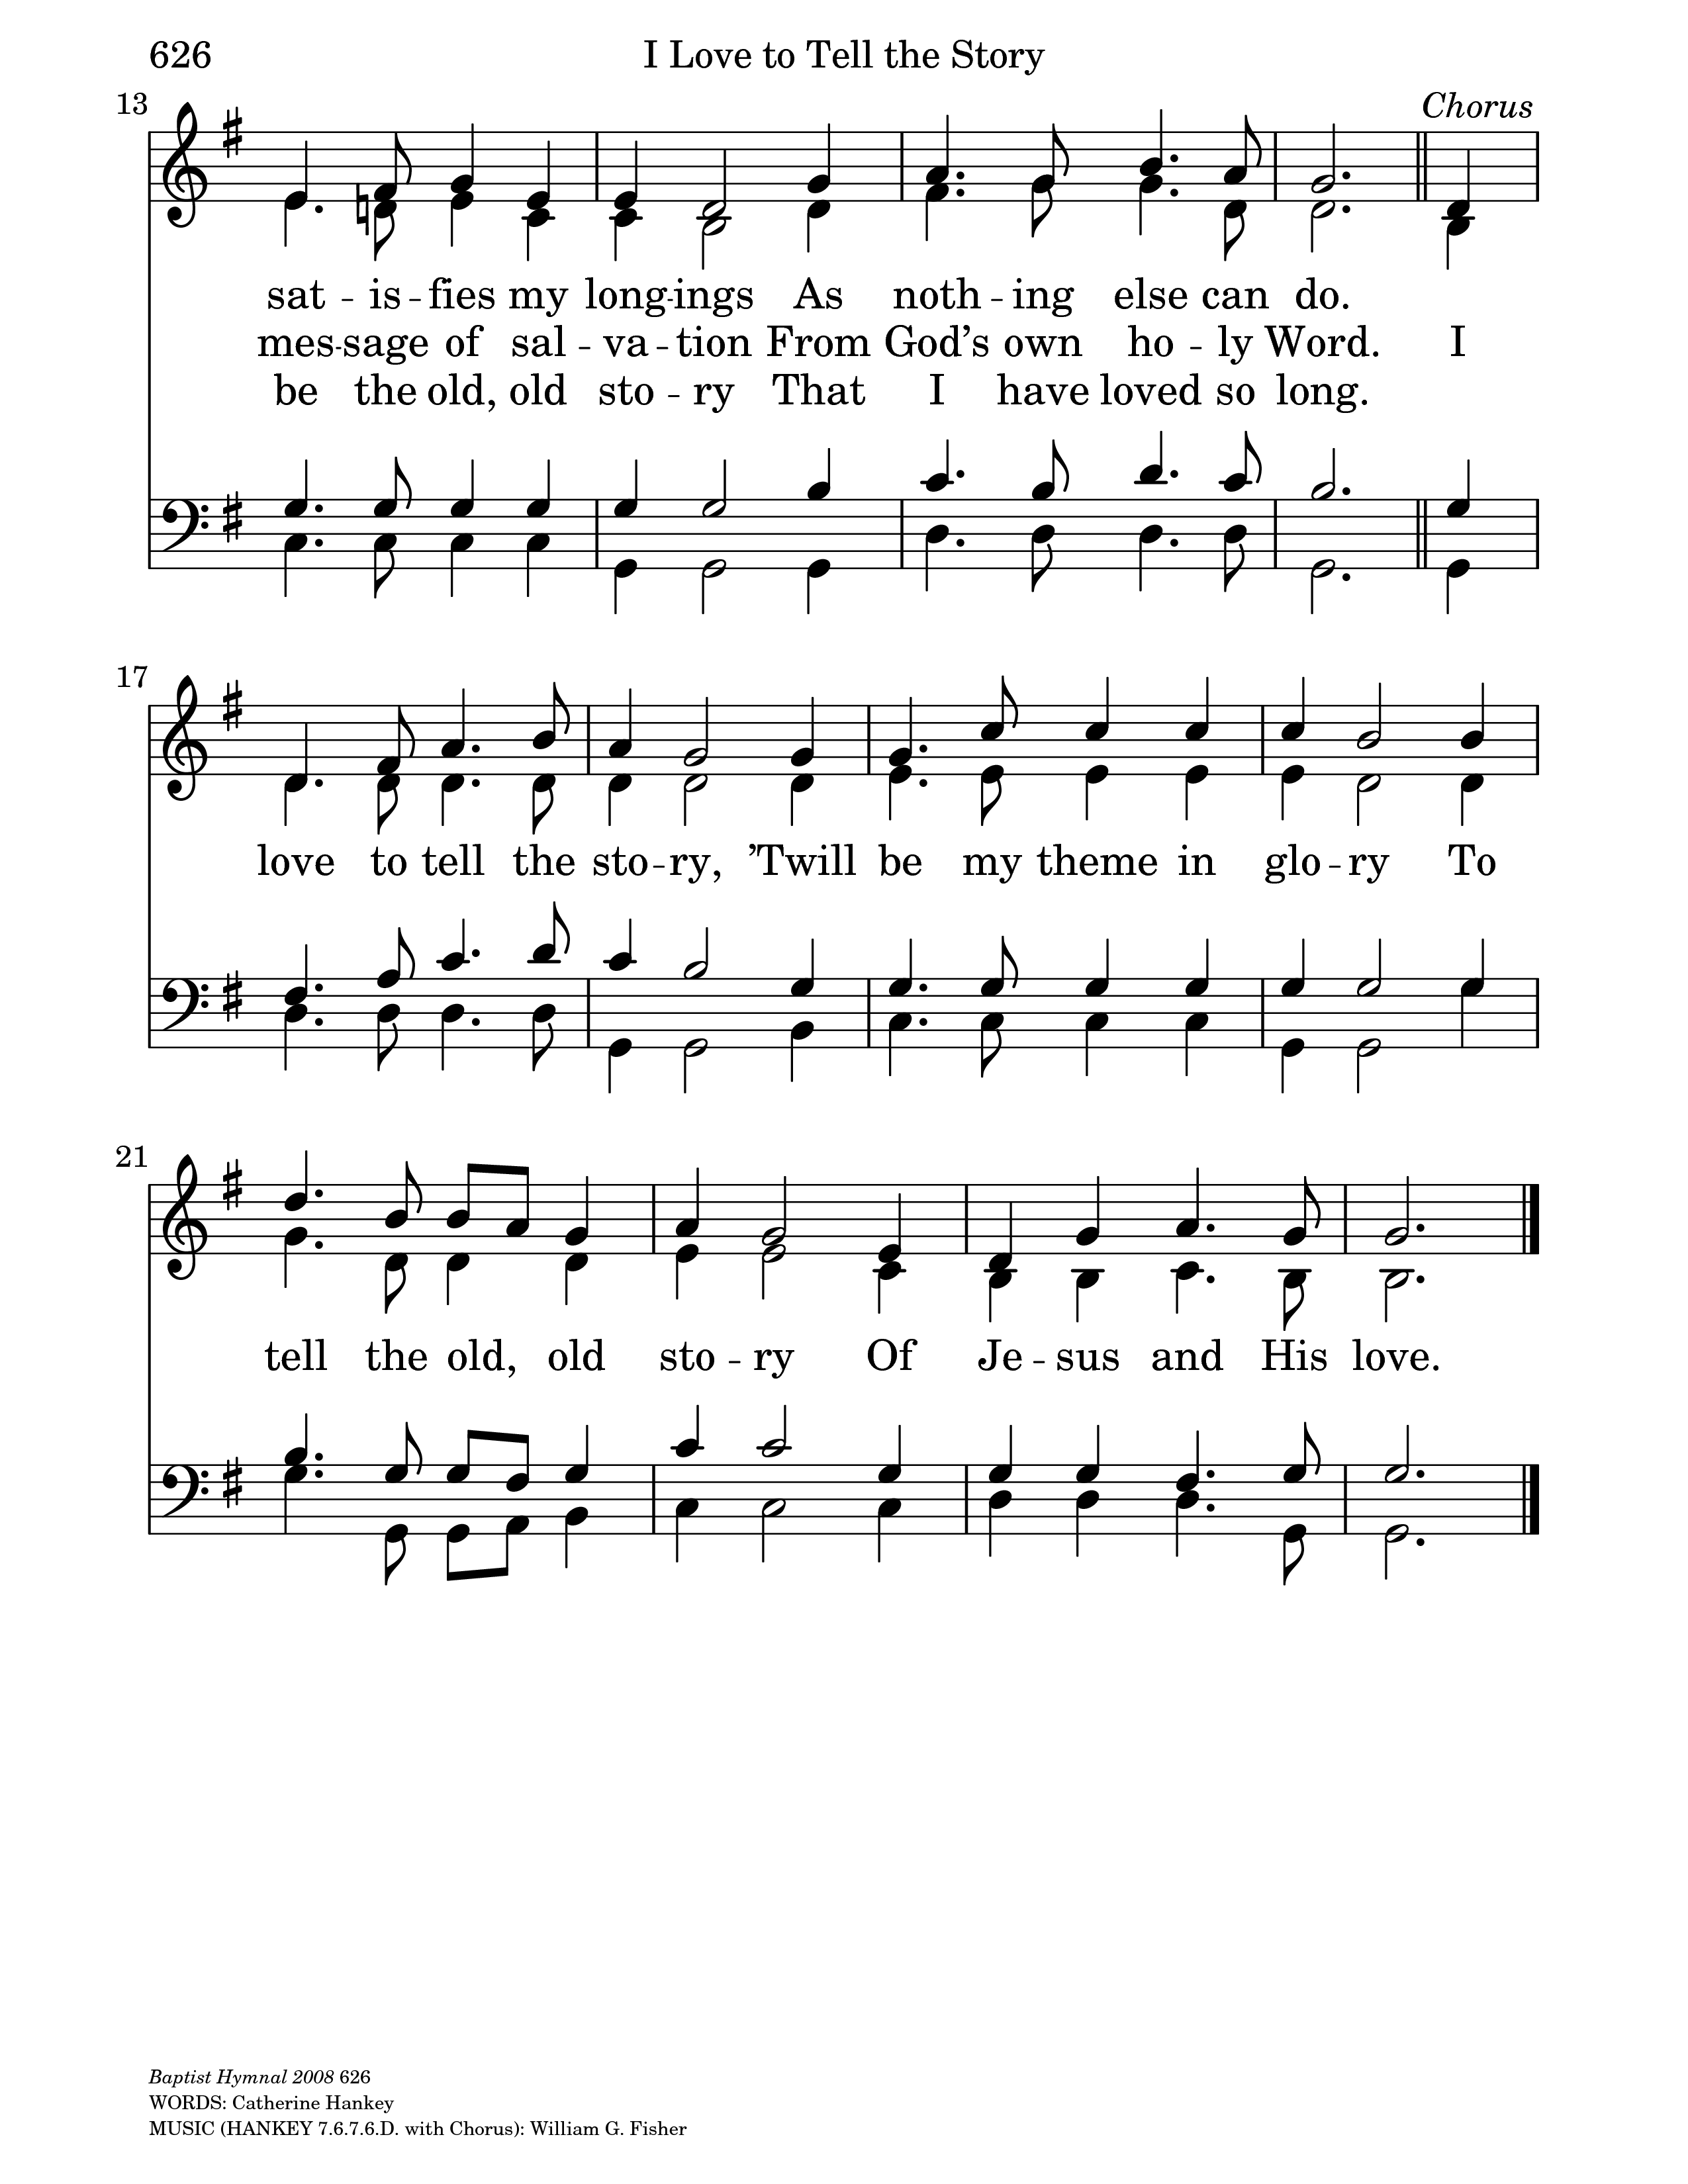 626 I Love to Tell the Story
13 Chorus
sat - is - fies my long - ings As noth - ing else can do.
mes - sage of sal - va - tion From God’s own ho - ly Word. I
be the old, old sto - ry That I have loved so long.
17
love to tell the sto - ry, ’Twill be my theme in glo - ry To
21
tell the old, old sto - ry Of Je - sus and His love.
Baptist Hymnal 2008 626
WORDS: Catherine Hankey
MUSIC (HANKEY 7.6.7.6.D. with Chorus): William G. Fisher